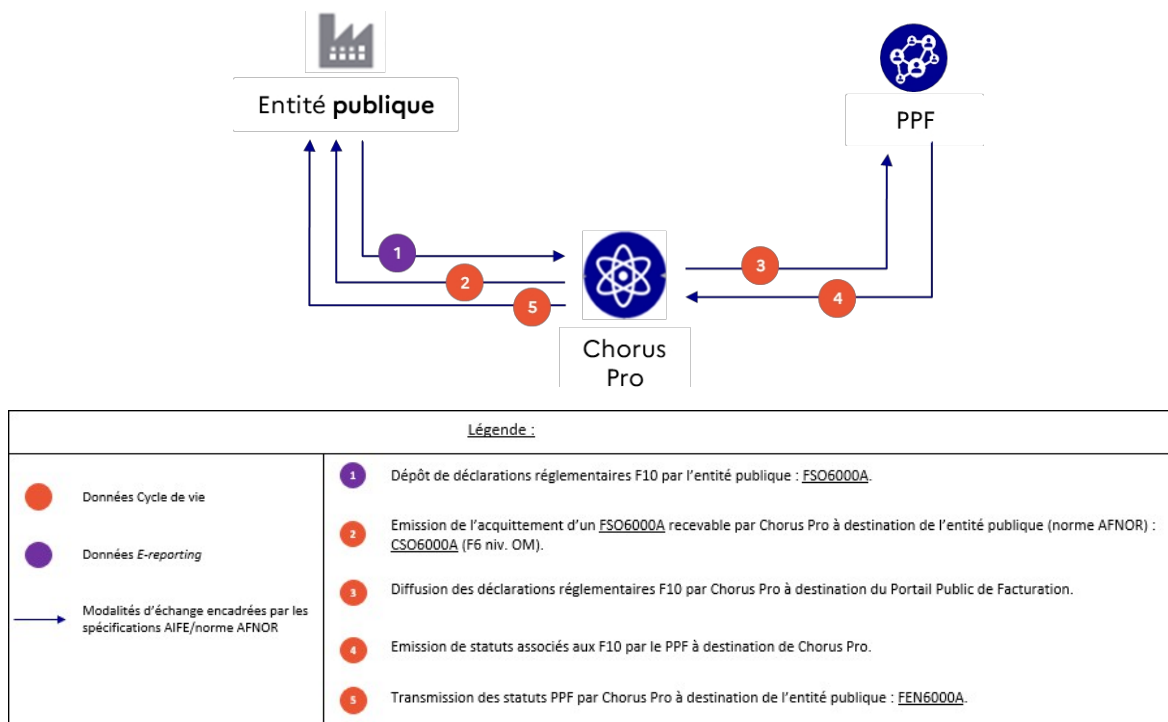 Entité publique
PPF
1
2
3
5
4
Chorus
Pro
Légende :
Données Cycle de vie
Données E-reporting
Modalités d'échange encadrées par les
spécifications AIFE/norme AFNOR
1 Dépôt de déclarations réglementaires F10 par l'entité publique : FSO6000A.
2 Emission de l'acquittement d'un FSO6000A recevable par Chorus Pro à destination de l'entité publique (norme AFNOR) :
CSO6000A (F6 niv. OM).
3 Diffusion des déclarations réglementaires F10 par Chorus Pro à destination du Portail Public de Facturation.
4 Emission de statuts associés aux F10 par le PPF à destination de Chorus Pro.
5 Transmission des statuts PPF par Chorus Pro à destination de l'entité publique : FEN6000A.